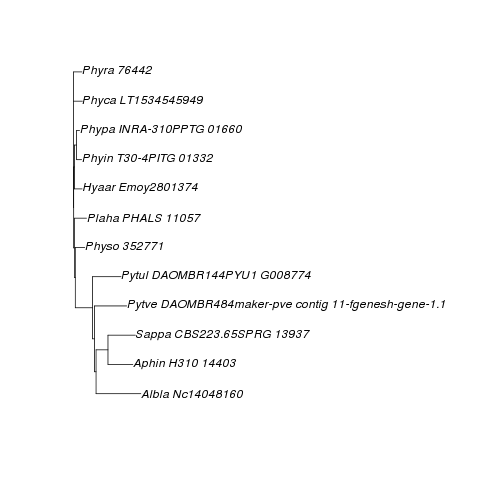 Phyra 76442
Phyca LT1534545949
Phypa INRA-310PPTG 01660
Phyin T30-4PITG 01332
Hyaar Emoy2801374
Plaha PHALS 11057
Physo 352771
Pytul DAOMBR144PYU1 G008774
Pytve DAOMBR484maker-pve contig 11-fgenesh-gene-1.1
Sappa CBS223.65SPRG 13937
Aphin H310 14403
Albla Nc14048160